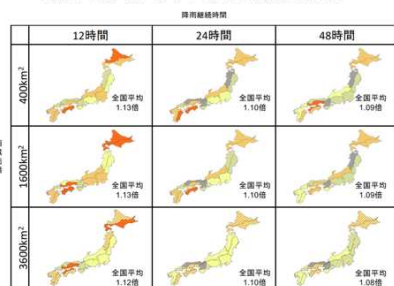 降雨継続時間
12時間
24時間
48時間
400km²
全国平均
1.13倍
全国平均
1.10倍
全国平均
1.09倍
1600km²
全国平均
1.13倍
全国平均
1.10倍
全国平均
1.09倍
3600km²
全国平均
1.12倍
全国平均
1.10倍
全国平均
1.08倍